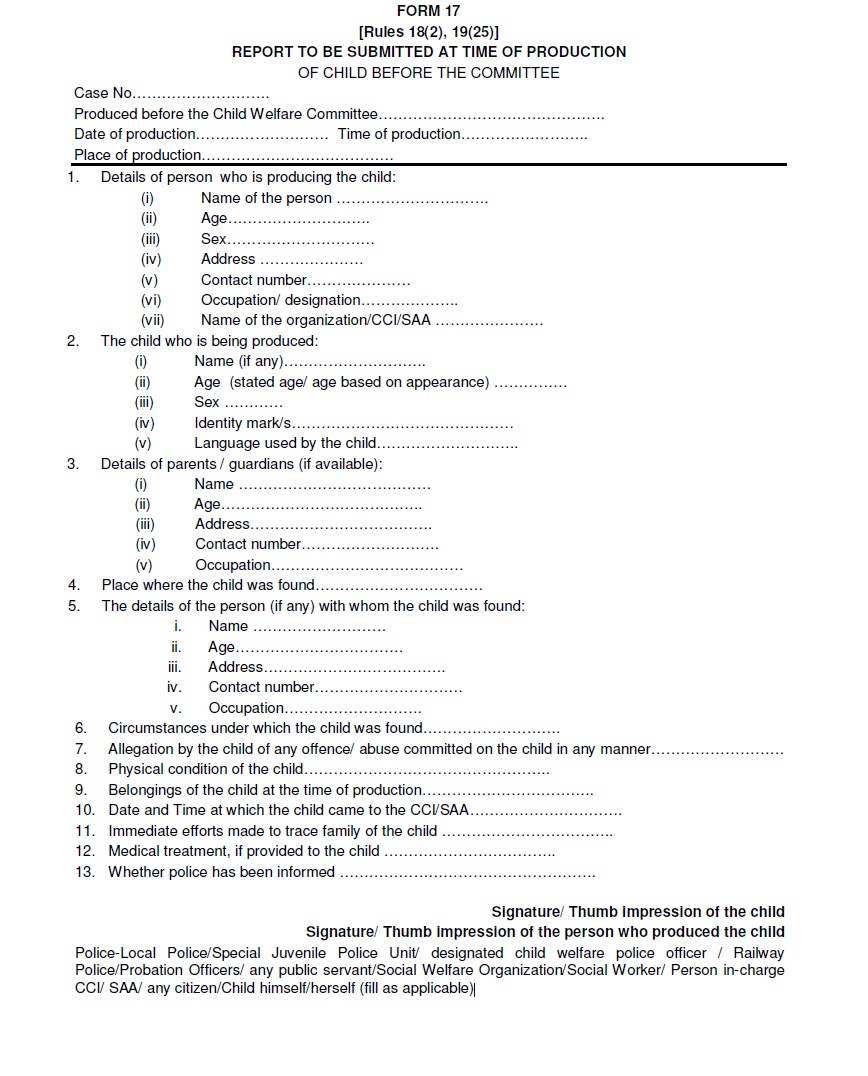 FORM 17
[Rules 18(2), 19(25)]
REPORT TO BE SUBMITTED AT TIME OF PRODUCTION
OF CHILD BEFORE THE COMMITTEE
Case No……………………….
Produced before the Child Welfare Committee……………………………………….
Date of production……………………… Time of production……………………..
Place of production…………………………………
1. Details of person who is producing the child:
(i) Name of the person ………………………….
(ii) Age……………………….
(iii) Sex…………………………
(iv) Address …………………
(v) Contact number…………………
(vi) Occupation/ designation………………..
(vii) Name of the organization/CCI/SAA ………………….
2. The child who is being produced:
(i) Name (if any)……………………….
(ii) Age (stated age/ age based on appearance) ……………
(iii) Sex …………
(iv) Identity mark/s………………………………………
(v) Language used by the child………………………..
3. Details of parents / guardians (if available):
(i) Name …………………………………
(ii) Age…………………………………..
(iii) Address……………………………….
(iv) Contact number……………………….
(v) Occupation…………………………………
4. Place where the child was found…………………………….
5. The details of the person (if any) with whom the child was found:
i. Name ………………………
ii. Age…………………………….
iii. Address……………………………….
iv. Contact number…………………………
v. Occupation……………………….
6. Circumstances under which the child was found……………………….
7. Allegation by the child of any offence/ abuse committed on the child in any manner………………………
8. Physical condition of the child…………………………………………..
9. Belongings of the child at the time of production……………………………..
10. Date and Time at which the child came to the CCI/SAA………………………….
11. Immediate efforts made to trace family of the child ……………………………..
12. Medical treatment, if provided to the child ……………………………..
13. Whether police has been informed …………………………………………….
Signature/ Thumb impression of the child
Signature/ Thumb impression of the person who produced the child
Police-Local Police/Special Juvenile Police Unit/ designated child welfare police officer / Railway
Police/Probation Officers/ any public servant/Social Welfare Organization/Social Worker/ Person in-charge
CCI/ SAA/ any citizen/Child himself/herself (fill as applicable)